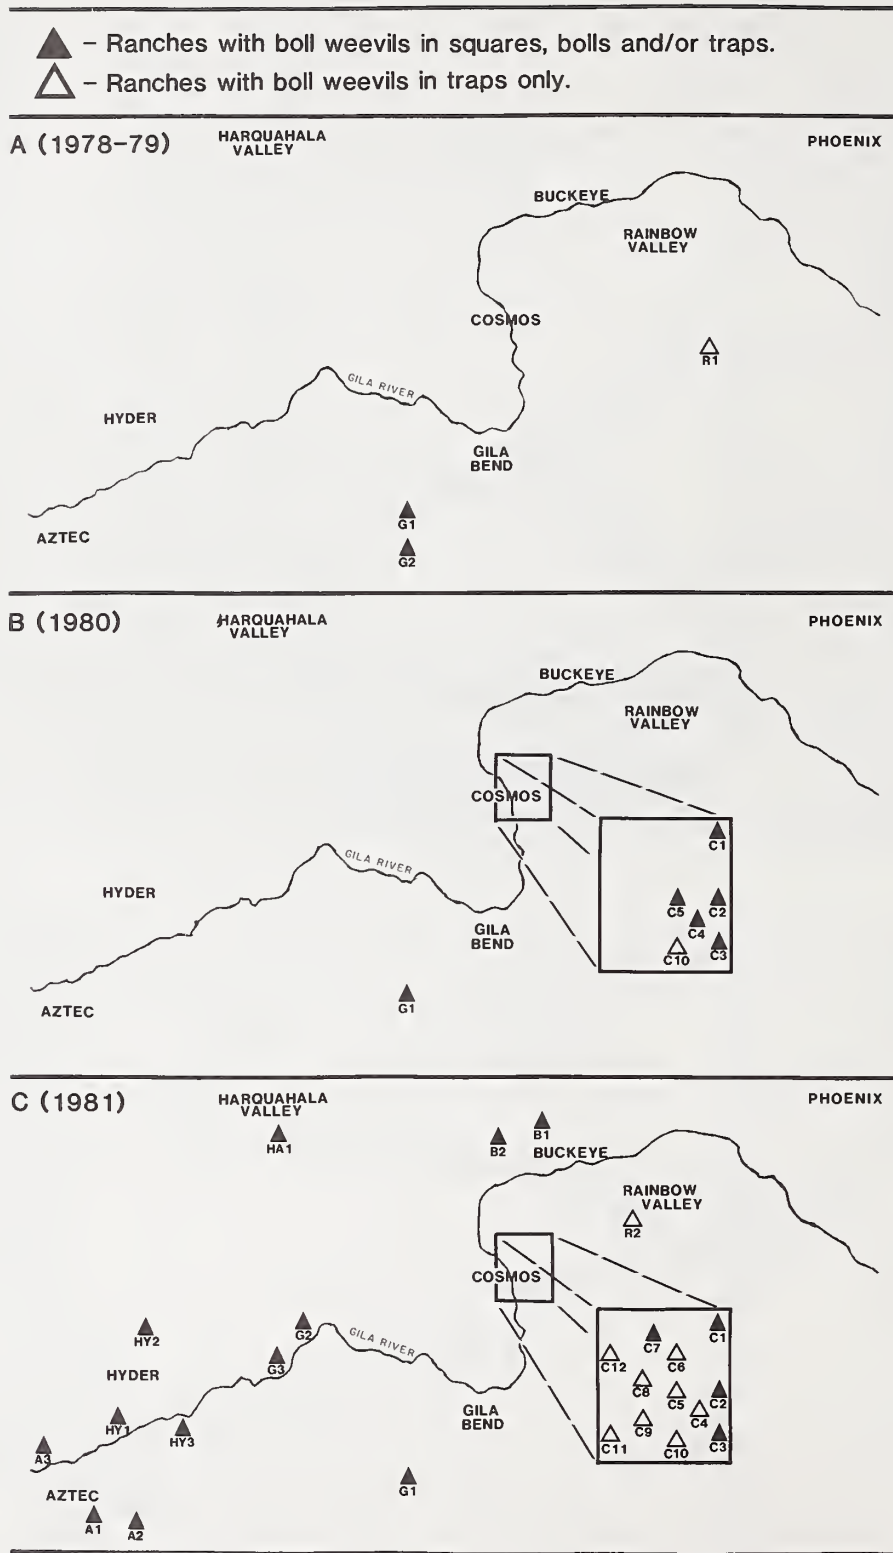 ▲ - Ranches with boll weevils in squares, bolls and/or traps.
△ - Ranches with boll weevils in traps only.
A (1978-79)
HARQUAHALA
VALLEY
PHOENIX
BUCKEYE
RAINBOW
VALLEY
COSMOS
R1
GILA RIVER
HYDER
GILA
BEND
G1
AZTEC
G2
B (1980)
HARQUAHALA
VALLEY
PHOENIX
BUCKEYE
RAINBOW
VALLEY
COSMOS
C1
GILA RIVER
HYDER
C5 C2
C4
C10 C3
GILA
BEND
G1
AZTEC
C (1981)
HARQUAHALA
VALLEY
PHOENIX
HA1
B2
B1
BUCKEYE
RAINBOW
VALLEY
R2
COSMOS
G2
HY2
GILA RIVER
C1
C7
C12 C6
G3
HYDER
C8
C5 C2
C4
GILA
BEND
C9
C11 C10 C3
HY1
HY3
A3
G1
AZTEC
A1 A2